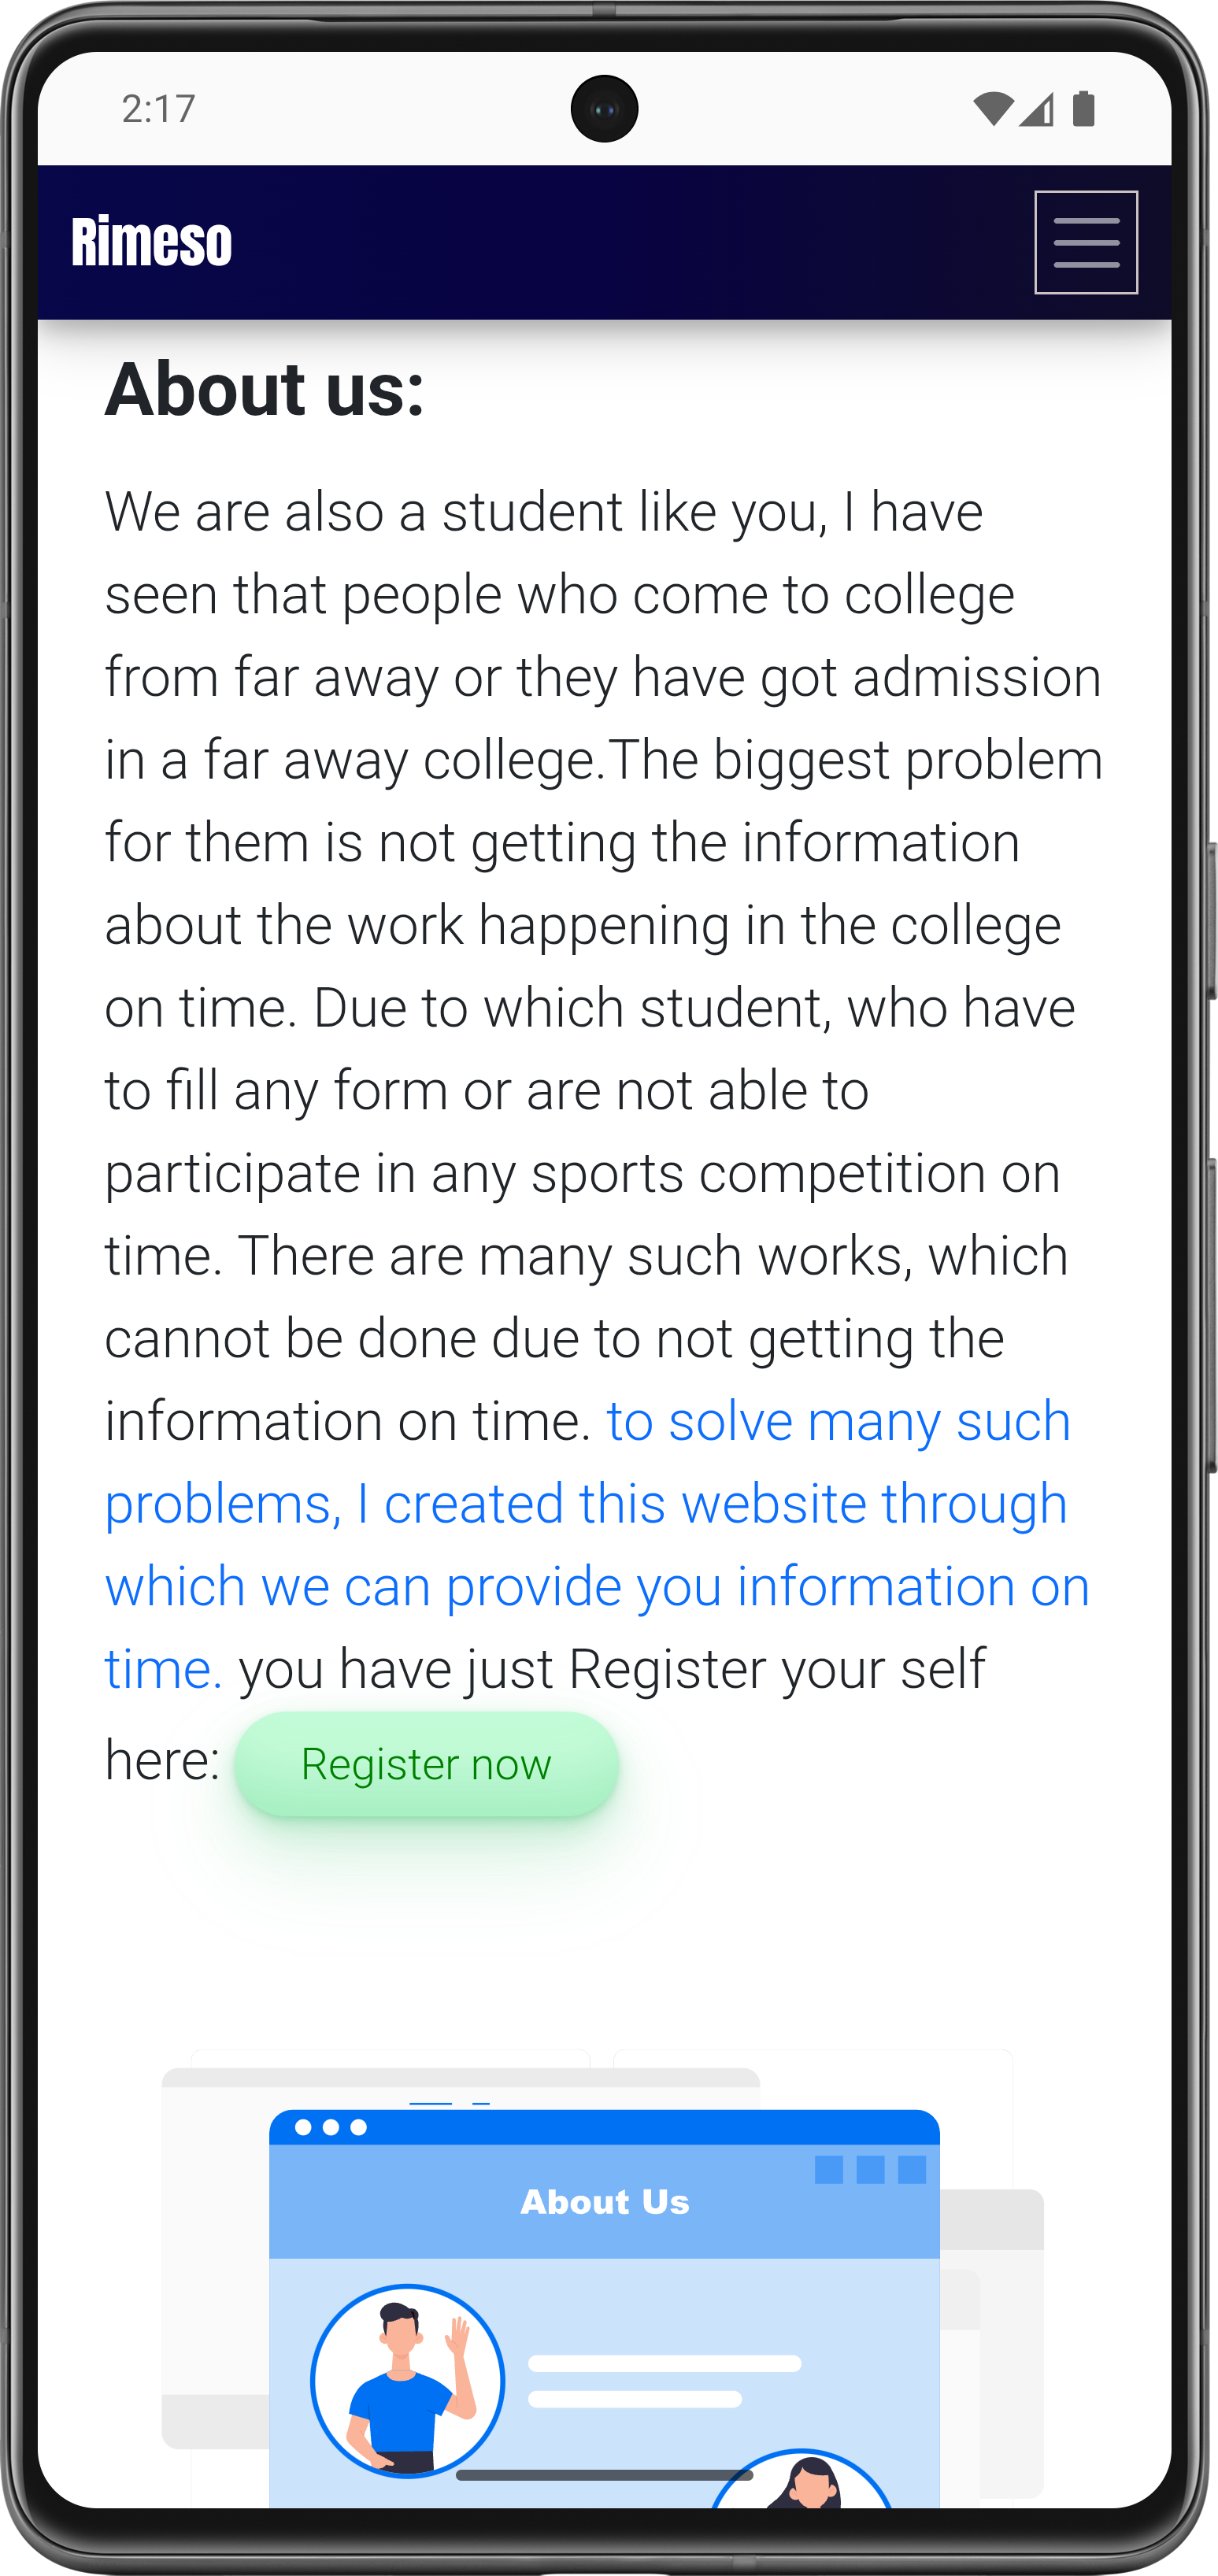 2:17
Rimeso
About us:
We are also a student like you, I have
seen that people who come to college
from far away or they have got admission
in a far away college.The biggest problem
for them is not getting the information
about the work happening in the college
on time. Due to which student, who have
to fill any form or are not able to
participate in any sports competition on
time. There are many such works, which
cannot be done due to not getting the
information on time. to solve many such
problems, I created this website through
which we can provide you information on
time. you have just Register your self
here: Register now
About Us